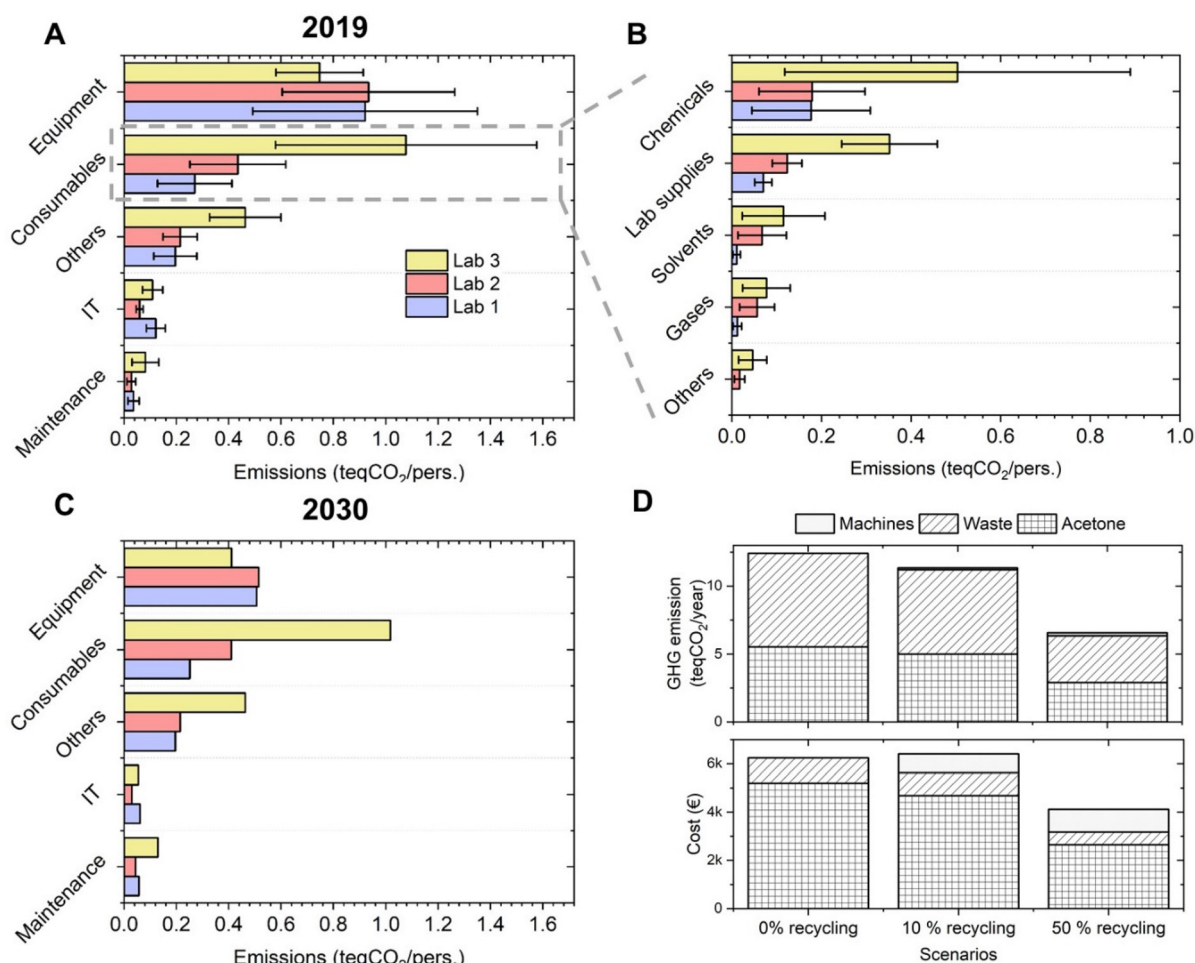 A
2019
Equipment
Consumables
Others
IT
Maintenance
Lab 3
Lab 2
Lab 1
0.0 0.2 0.4 0.6 0.8 1.0 1.2 1.4 1.6
Emissions (teqCO2/pers.)
B
Chemicals
Lab supplies
Solvents
Gases
Others
0.0 0.2 0.4 0.6 0.8 1.0
Emissions (teqCO2/pers.)
C
2030
Equipment
Consumables
Others
IT
Maintenance
0.0 0.2 0.4 0.6 0.8 1.0 1.2 1.4 1.6
Emissions (teqCO2/pers.)
D
Machines Waste Acetone
GHG emission
(teqCO2/year)
10
5
0
Cost (€)
6k
4k
2k
0
0% recycling 10 % recycling 50 % recycling
Scenarios